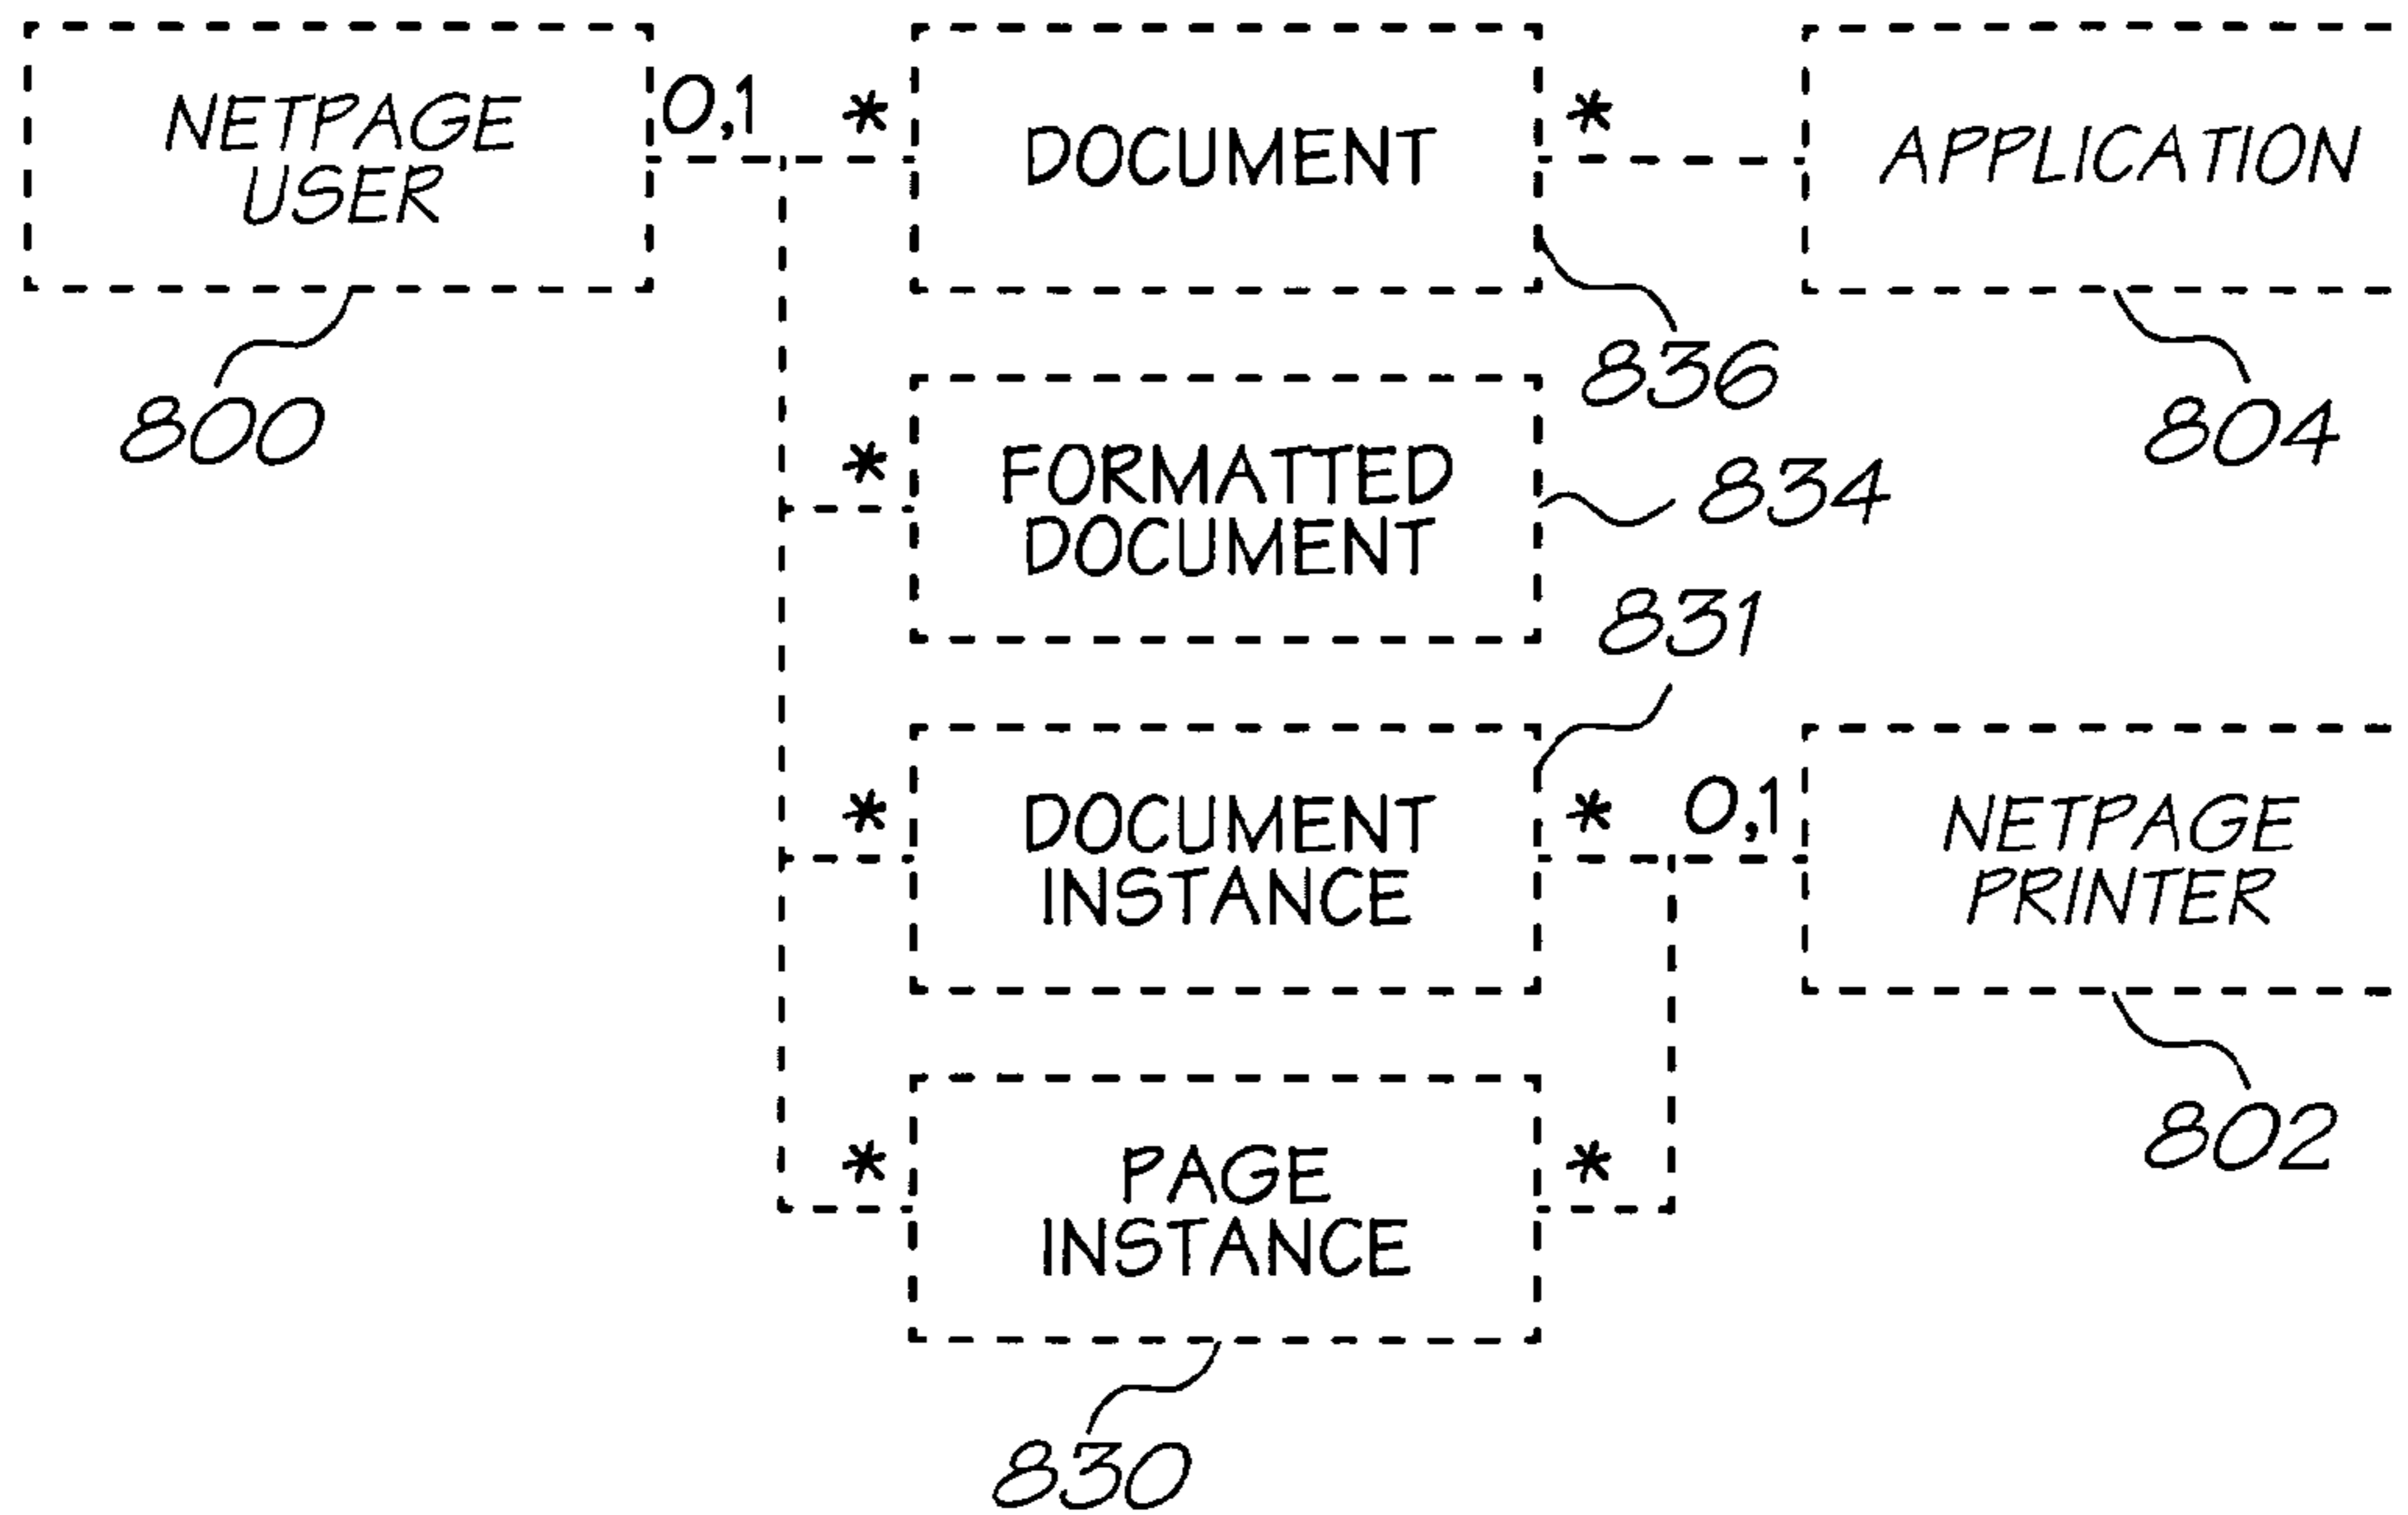 NETPAGE
USER
0,1
*
DOCUMENT
*
APPLICATION
800
836
804
*
FORMATTED
DOCUMENT
834
831
*
DOCUMENT
INSTANCE
*
0,1
NETPAGE
PRINTER
802
*
PAGE
INSTANCE
*
830